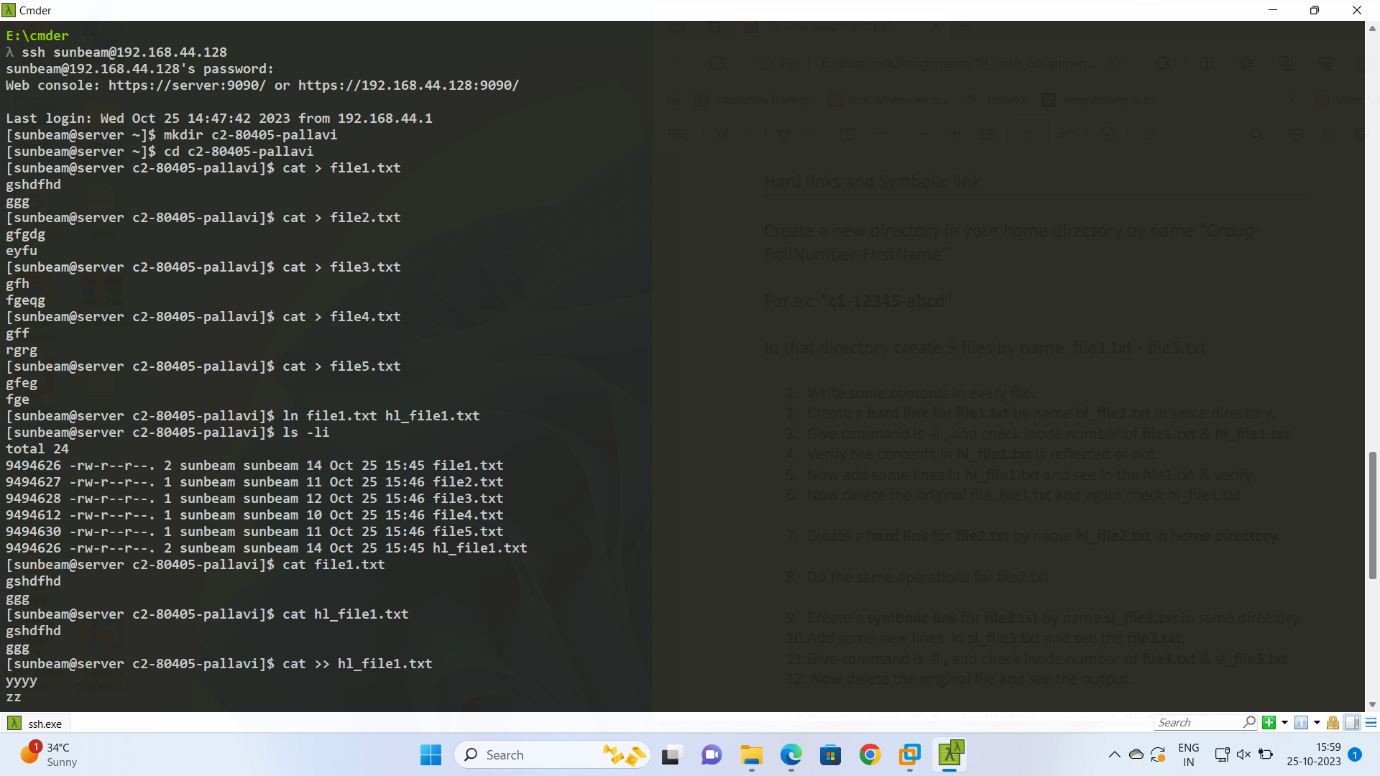 Cmder
E:\cmder
λ ssh sunbeam@192.168.44.128
sunbeam@192.168.44.128's password:
Web console: https://server:9090/ or https://192.168.44.128:9090/
Last login: Wed Oct 25 14:47:42 2023 from 192.168.44.1
[sunbeam@server ~]$ mkdir c2-80405-pallavi
[sunbeam@server ~]$ cd c2-80405-pallavi
[sunbeam@server c2-80405-pallavi]$ cat > file1.txt
gshdfhd
ggg
[sunbeam@server c2-80405-pallavi]$ cat > file2.txt
gfgdg
eyfu
[sunbeam@server c2-80405-pallavi]$ cat > file3.txt
gfh
fgeqg
[sunbeam@server c2-80405-pallavi]$ cat > file4.txt
gff
rgrg
[sunbeam@server c2-80405-pallavi]$ cat > file5.txt
gfeg
fge
[sunbeam@server c2-80405-pallavi]$ ln file1.txt hl_file1.txt
[sunbeam@server c2-80405-pallavi]$ ls -li
total 24
9494626 -rw-r--r--. 2 sunbeam sunbeam 14 Oct 25 15:45 file1.txt
9494627 -rw-r--r--. 1 sunbeam sunbeam 11 Oct 25 15:46 file2.txt
9494628 -rw-r--r--. 1 sunbeam sunbeam 12 Oct 25 15:46 file3.txt
9494612 -rw-r--r--. 1 sunbeam sunbeam 10 Oct 25 15:46 file4.txt
9494630 -rw-r--r--. 1 sunbeam sunbeam 11 Oct 25 15:46 file5.txt
9494626 -rw-r--r--. 2 sunbeam sunbeam 14 Oct 25 15:45 hl_file1.txt
[sunbeam@server c2-80405-pallavi]$ cat file1.txt
gshdfhd
ggg
[sunbeam@server c2-80405-pallavi]$ cat hl_file1.txt
gshdfhd
ggg
[sunbeam@server c2-80405-pallavi]$ cat >> hl_file1.txt
yyyy
zz
Hard links and Symbolic link
Create a new directory in your home directory by name "Group-
RollNumber-FirstName"
For ex: "c1-12345-abcd"
In that directory create 5 files by name, file1.txt - file5.txt
1. Write some contents in every file.
2. Create a hard link for file1.txt by name hl_file1.txt in same directory.
3. Give command ls -li , and check inode number of file1.txt & hl_file1.txt
4. Verify the contents in hl_file1.txt is reflected or not.
5. Now add some lines in hl_file1.txt and see in the file1.txt & verify
6. Now delete the original file, file1.txt and again check hl_file1.txt
7. Create a hard link for file2.txt by name hl_file2.txt in home directory.
8. Do the same operations for file2.txt
9. Create a symbolic link for file3.txt by name sl_file3.txt in same directory.
10. Add some new lines in sl_file3.txt and see the file3.txt.
11. Give command ls -li , and check inode number of file3.txt & sl_file3.txt
12. Now delete the original file and see the output
ssh.exe
Search
1
34°C
Sunny
Search
ENG
IN
15:59
25-10-2023
1